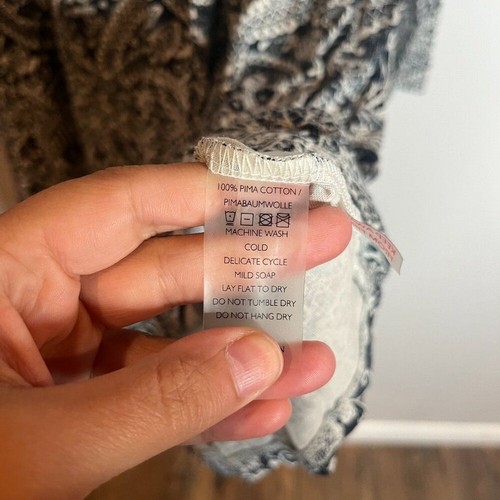 100% PIMA COTTON /
PIMABAUMWOLLE
MACHINE WASH
COLD
DELICATE CYCLE
MILD SOAP.
LAY FLAT TO DRY
DO NOT TUMBLE DRY
DO NOT HANG DRY